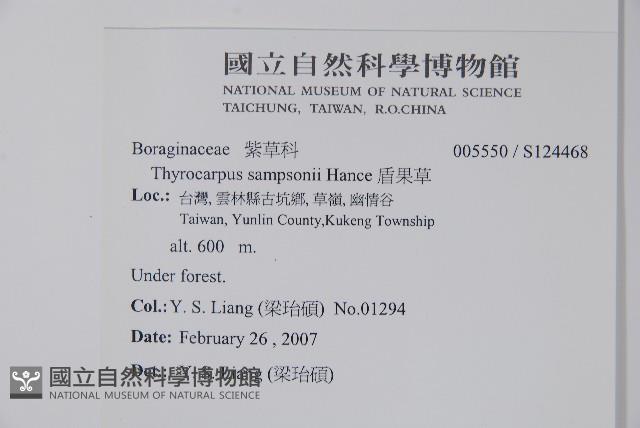 國立自然科學博物館
NATIONAL MUSEUM OF NATURAL SCIENCE
TAICHUNG, TAIWAN, R.O.CHINA
Boraginaceae 紫草科 005550 / S124468
Thyrocarpus sampsonii Hance 盾果草
Loc.: 台灣, 雲林縣古坑鄉, 草嶺, 幽情谷
Taiwan, Yunlin County,Kukeng Township
alt. 600 m.
Under forest.
Col.: Y. S. Liang (梁珆碩) No.01294
Date: February 26 , 2007
Det.: Y. S. Liang (梁珆碩)
國立自然科學博物館
NATIONAL MUSEUM OF NATURAL SCIENCE